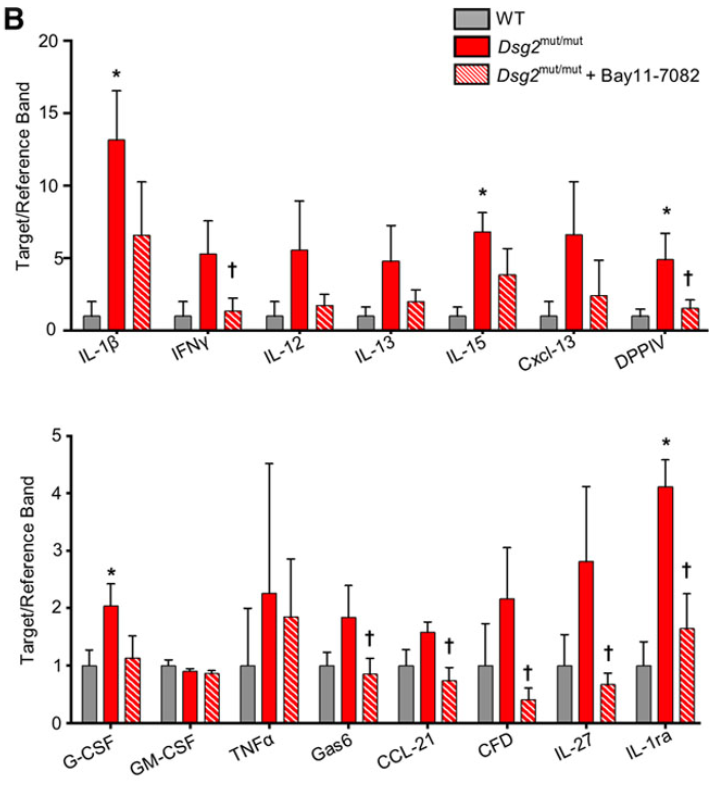 B
WT
Dsg2mut/mut
Dsg2mut/mut + Bay11-7082
Target/Reference Band
20
15
10
5
0
*
†
*
*
†
IL-1β IFNγ IL-12 IL-13 IL-15 Cxcl-13 DPPIV
Target/Reference Band
5
4
3
2
1
0
*
†
†
†
†
*
†
G-CSF GM-CSF TNFα Gas6 CCL-21 CFD IL-27 IL-1ra